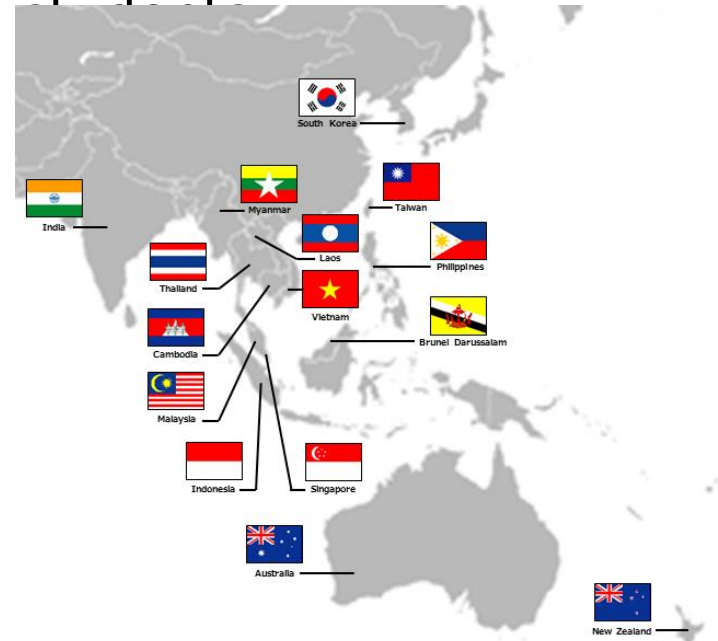 South Korea
Myanmar
Taiwan
India
Laos
Philippines
Thailand
Vietnam
Brunei Darussalam
Cambodia
Malaysia
Indonesia
Singapore
Australia
New Zealand